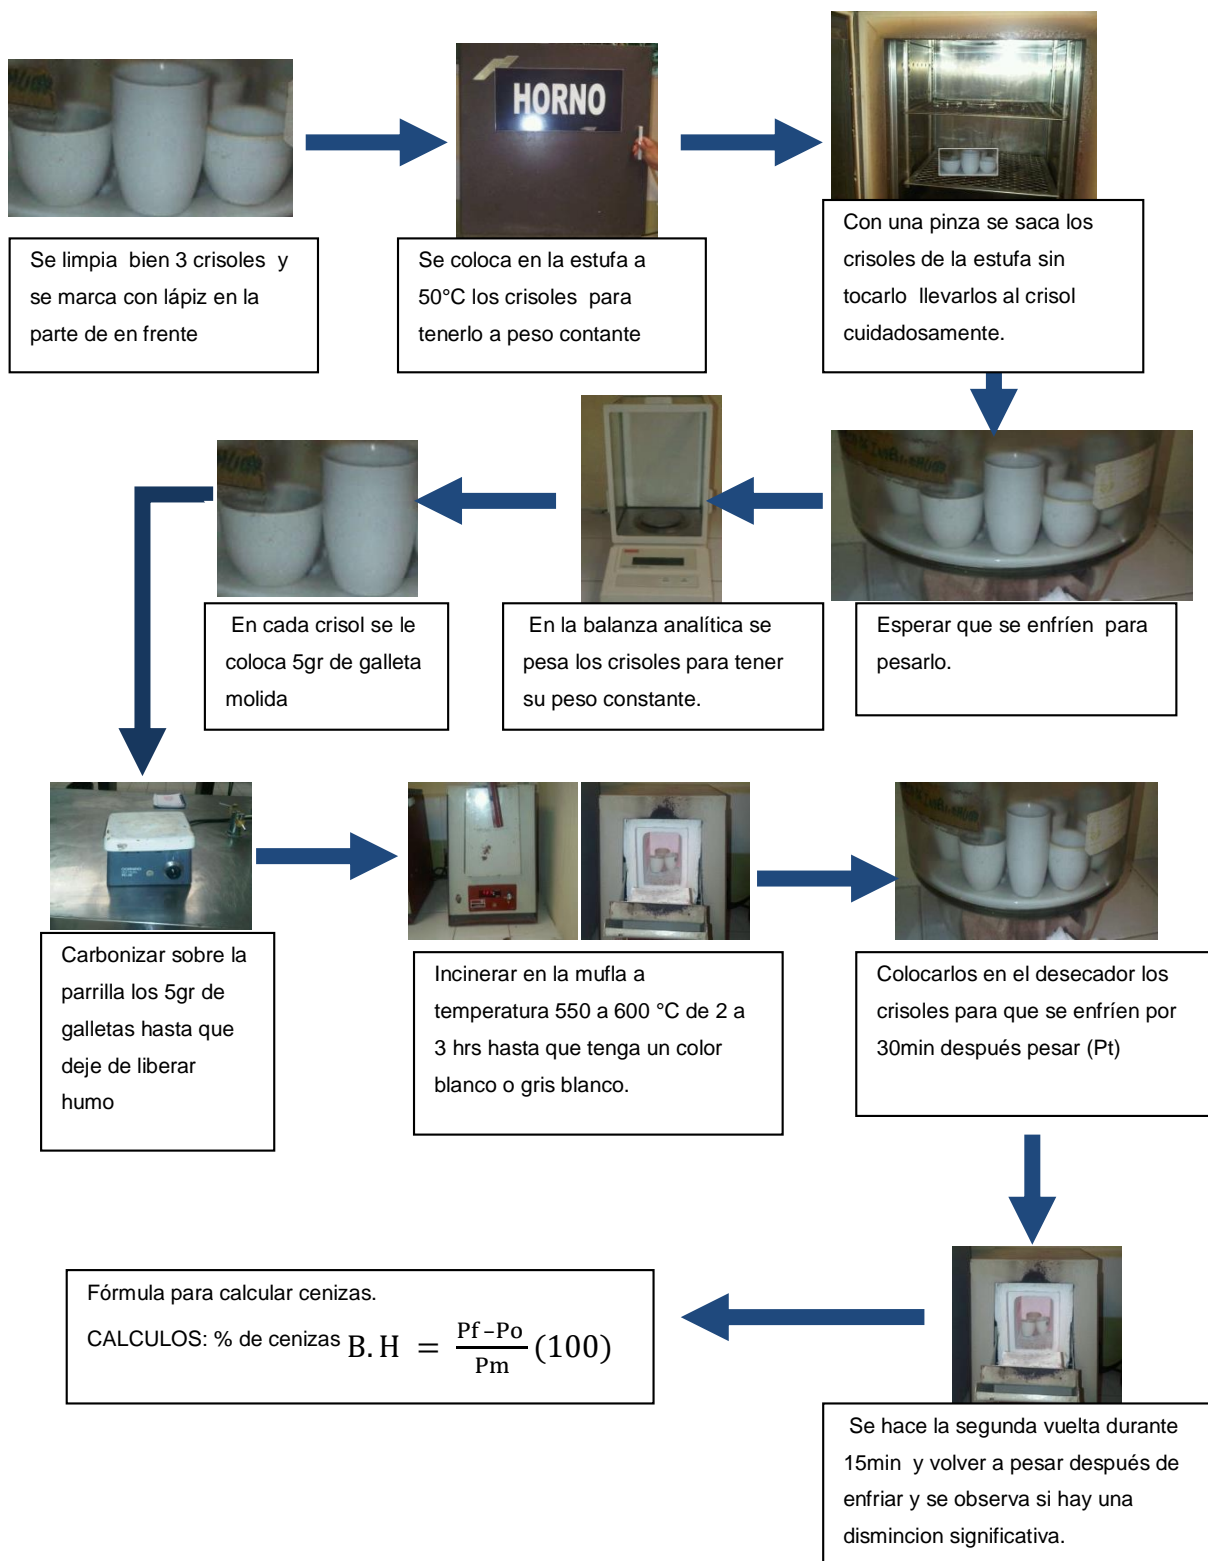 HORNO
Se limpia bien 3 crisoles y
se marca con lápiz en la
parte de en frente
Se coloca en la estufa a
50°C los crisoles para
tenerlo a peso contante
Con una pinza se saca los
crisoles de la estufa sin
tocarlo llevarlos al crisol
cuidadosamente.
Esperar que se enfríen para
pesarlo.
En la balanza analítica se
pesa los crisoles para tener
su peso constante.
En cada crisol se le
coloca 5gr de galleta
molida
Carbonizar sobre la
parrilla los 5gr de
galletas hasta que
deje de liberar
humo
Incinerar en la mufla a
temperatura 550 a 600 °C de 2 a
3 hrs hasta que tenga un color
blanco o gris blanco.
Colocarlos en el desecador los
crisoles para que se enfríen por
30min después pesar (Pt)
Se hace la segunda vuelta durante
15min y volver a pesar después de
enfriar y se observa si hay una
dismincion significativa.
Fórmula para calcular cenizas.
CALCULOS: % de cenizas B.H = Pf-Po/Pm (100)